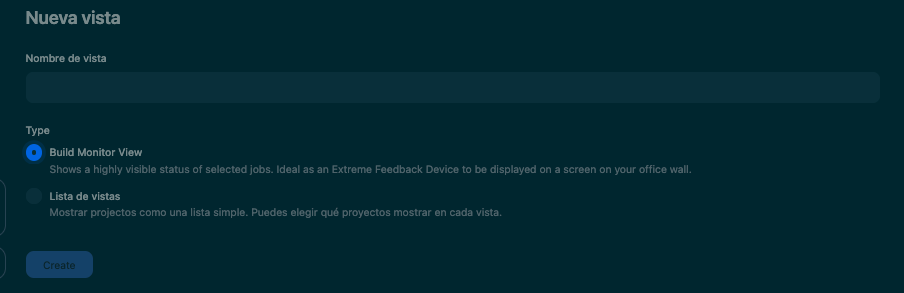 Nueva vista
Nombre de vista
Type
Build Monitor View
Shows a highly visible status of selected jobs. Ideal as an Extreme Feedback Device to be displayed on a screen on your office wall.
Lista de vistas
Mostrar projectos como una lista simple. Puedes elegir qué proyectos mostrar en cada vista.
Create